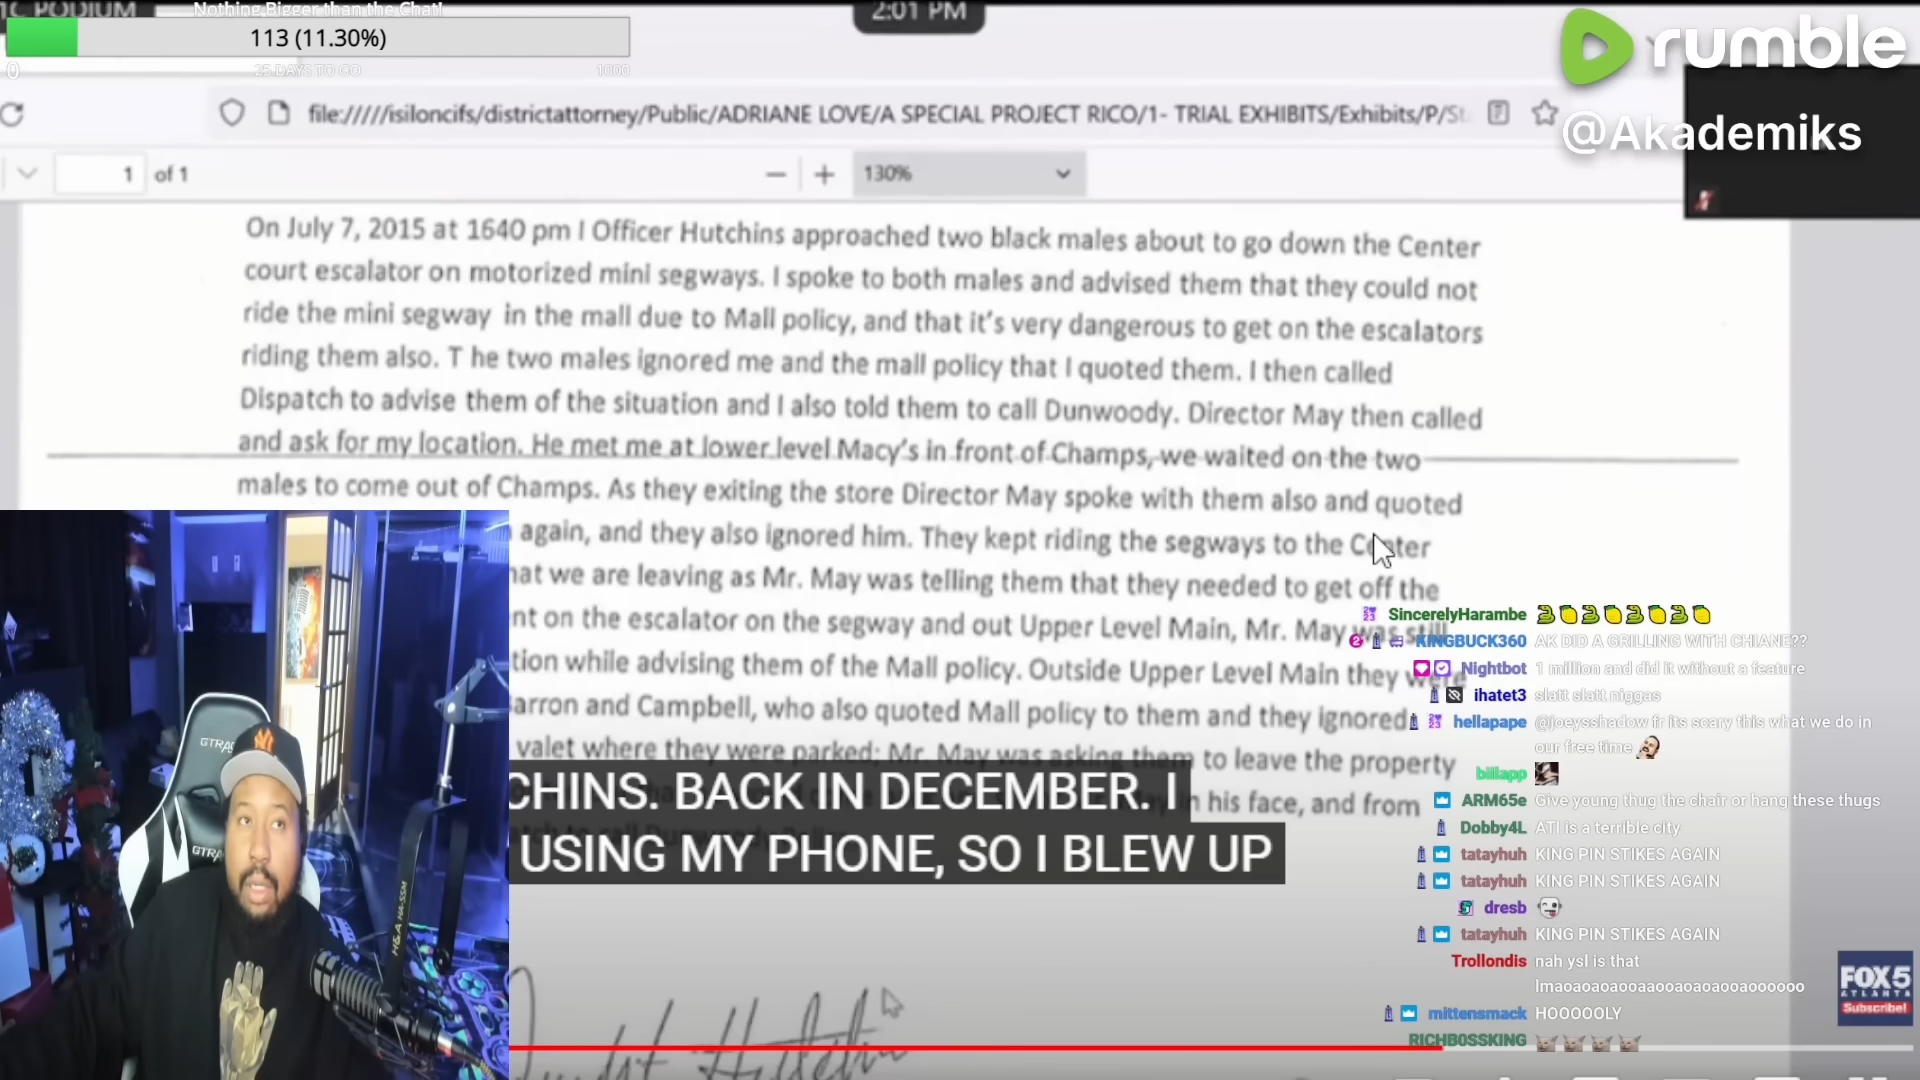 1C PODIUM
Nothing Bigger than the Chat!
113 (11.30%)
0
25 DAYS TO GO
1000
2:01 PM
rumble
@Akademiks
file://///isiloncifs/districtattorney/Public/ADRIANE LOVE/A SPECIAL PROJECT RICO/1- TRIAL EXHIBITS/Exhibits/P/St
1 of 1
130%
On July 7, 2015 at 1640 pm I Officer Hutchins approached two black males about to go down the Center
court escalator on motorized mini segways. I spoke to both males and advised them that they could not
ride the mini segway in the mall due to Mall policy, and that it's very dangerous to get on the escalators
riding them also. T he two males ignored me and the mall policy that I quoted them. I then called
Dispatch to advise them of the situation and I also told them to call Dunwoody. Director May then called
and ask for my location. He met me at lower level Macy's in front of Champs, we waited on the two
males to come out of Champs. As they exiting the store Director May spoke with them also and quoted
again, and they also ignored him. They kept riding the segways to the Center
hat we are leaving as Mr. May was telling them that they needed to get off the
nt on the escalator on the segway and out Upper Level Main, Mr. May was still
tion while advising them of the Mall policy. Outside Upper Level Main they were
arron and Campbell, who also quoted Mall policy to them and they ignored
valet where they were parked; Mr. May was asking them to leave the property
in his face, and from
CHINS. BACK IN DECEMBER. I
USING MY PHONE, SO I BLEW UP
SincerelyHarambe
KINGBUCK360 AK DID A GRILLING WITH CHIANE??
Nightbot 1 million and did it without a feature
ihatet3 slatt slatt niggas
hellapape @joeysshadow fr its scary this what we do in
our free time
biilapp
ARM65e Give young thug the chair or hang these thugs
Dobby4L ATl is a terrible city
tatayhuh KING PIN STIKES AGAIN
tatayhuh KING PIN STIKES AGAIN
dresb
tatayhuh KING PIN STIKES AGAIN
Trollondis nah ysl is that
lmaoaoaoaooaaooaoaoaooaoooooo
mittensmack HOOOOOLY
RICHB0SSKING
FOX 5
ATLANTA
Subscribe!
GTRAC
GTRA
H&A HA-SSM